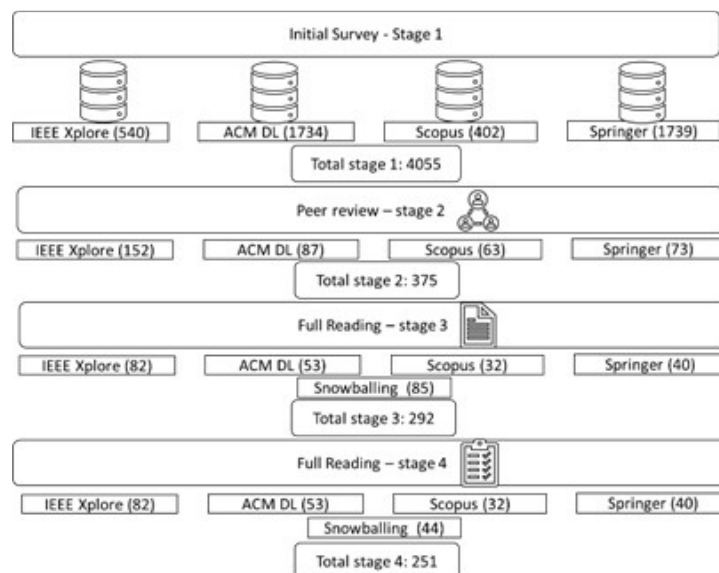 Initial Survey - Stage 1
IEEE Xplore (540) ACM DL (1734) Scopus (402) Springer (1739)
Total stage 1: 4055
Peer review – stage 2
IEEE Xplore (152) ACM DL (87) Scopus (63) Springer (73)
Total stage 2: 375
Full Reading – stage 3
IEEE Xplore (82) ACM DL (53) Scopus (32) Springer (40)
Snowballing (85)
Total stage 3: 292
Full Reading – stage 4
IEEE Xplore (82) ACM DL (53) Scopus (32) Springer (40)
Snowballing (44)
Total stage 4: 251